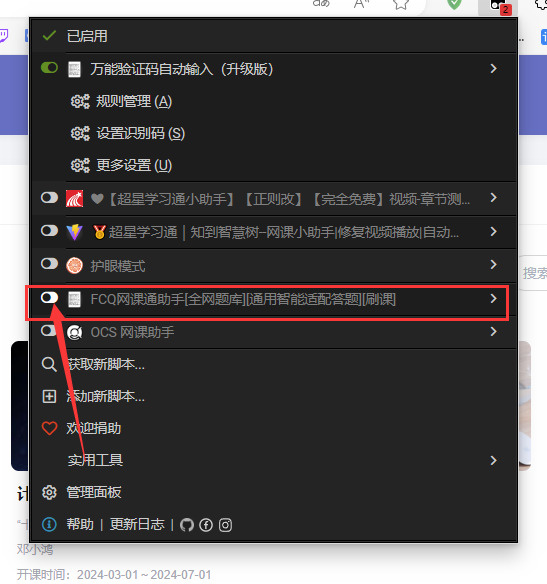 2
已启用
万能验证码自动输入（升级版）
规则管理 (A)
设置识别码 (S)
更多设置 (U)
🖤【超星学习通小助手】【正则改】【完全免费】视频-章节测...
🏅超星学习通｜知到智慧树--网课小助手|修复视频播放|自动...
护眼模式
FCQ网课通助手[全网题库][通用智能适配答题][刷课]
搜索
OCS 网课助手
获取新脚本...
添加新脚本...
欢迎捐助
实用工具
管理面板
帮助 | 更新日志 |
邓小鸿
开课时间：2024-03-01～2024-07-01